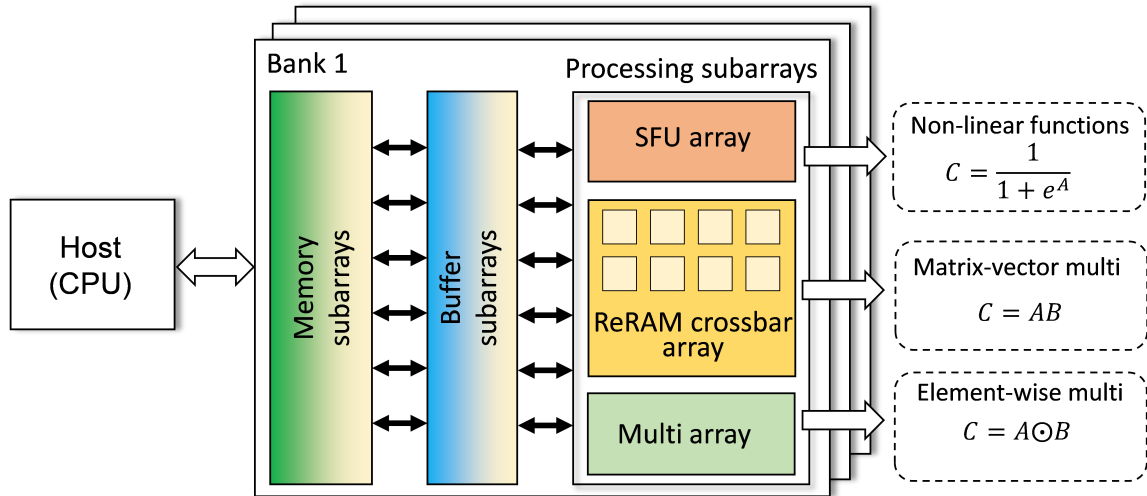 Bank 1
Processing subarrays
Host
(CPU)
Memory
subarrays
Buffer
subarrays
SFU array
ReRAM crossbar
array
Multi array
Non-linear functions
C = 1 / (1 + e^A)
Matrix-vector multi
C = AB
Element-wise multi
C = A⊙B